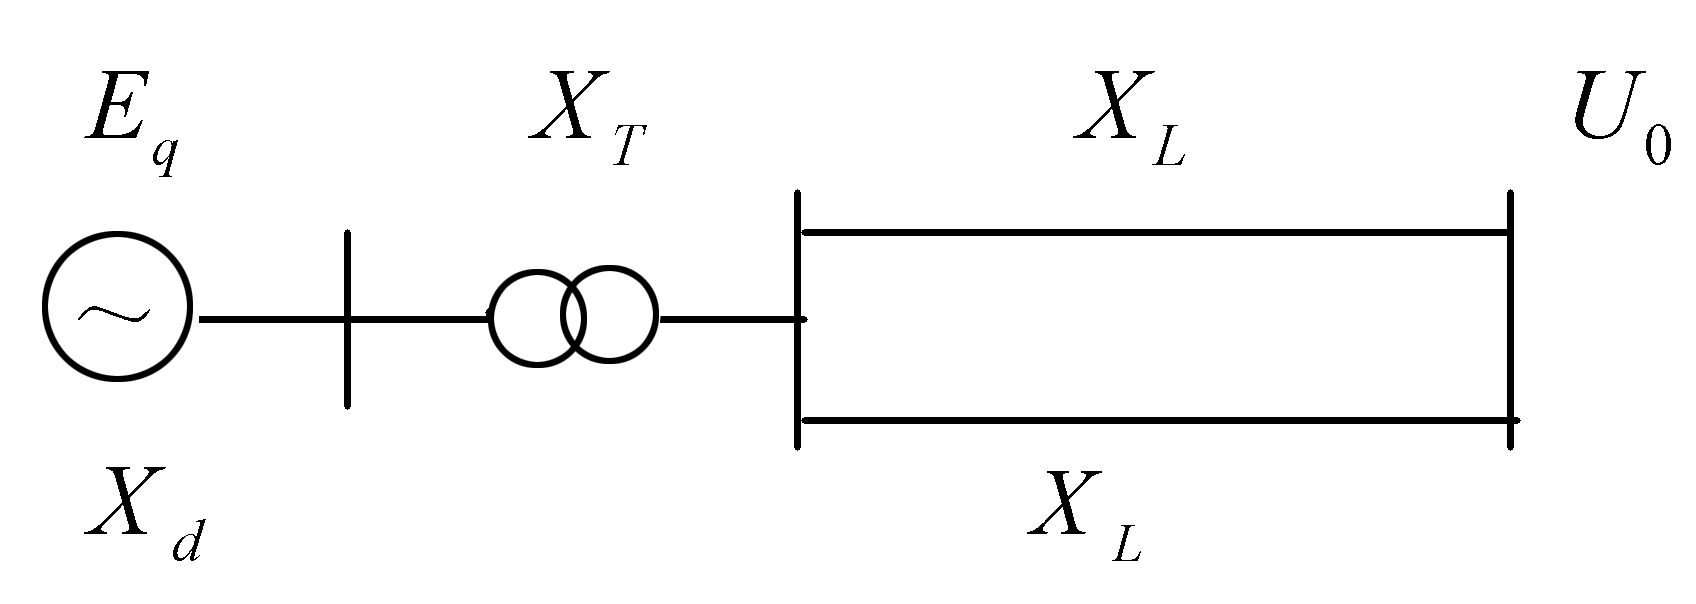 E_q X_T X_L U_0
~
X_d X_L